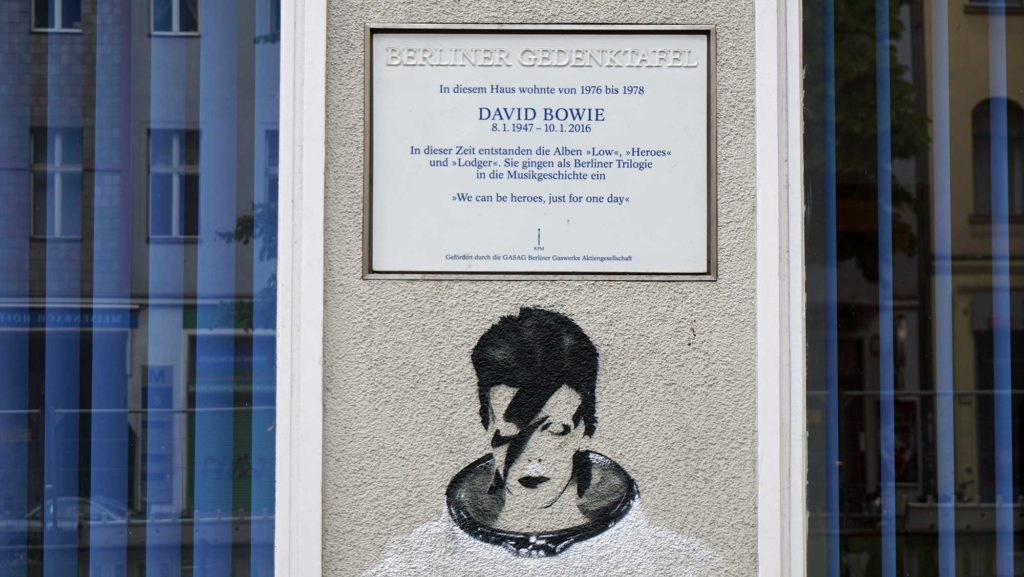 BERLINER GEDENKTAFEL
In diesem Haus wohnte von 1976 bis 1978
DAVID BOWIE
8. 1. 1947 – 10. 1. 2016
In dieser Zeit entstanden die Alben »Low«, »Heroes«
und »Lodger«. Sie gingen als Berliner Trilogie
in die Musikgeschichte ein
»We can be heroes, just for one day«
KPM
Gefördert durch die GASAG Berliner Gaswerke Aktiengesellschaft